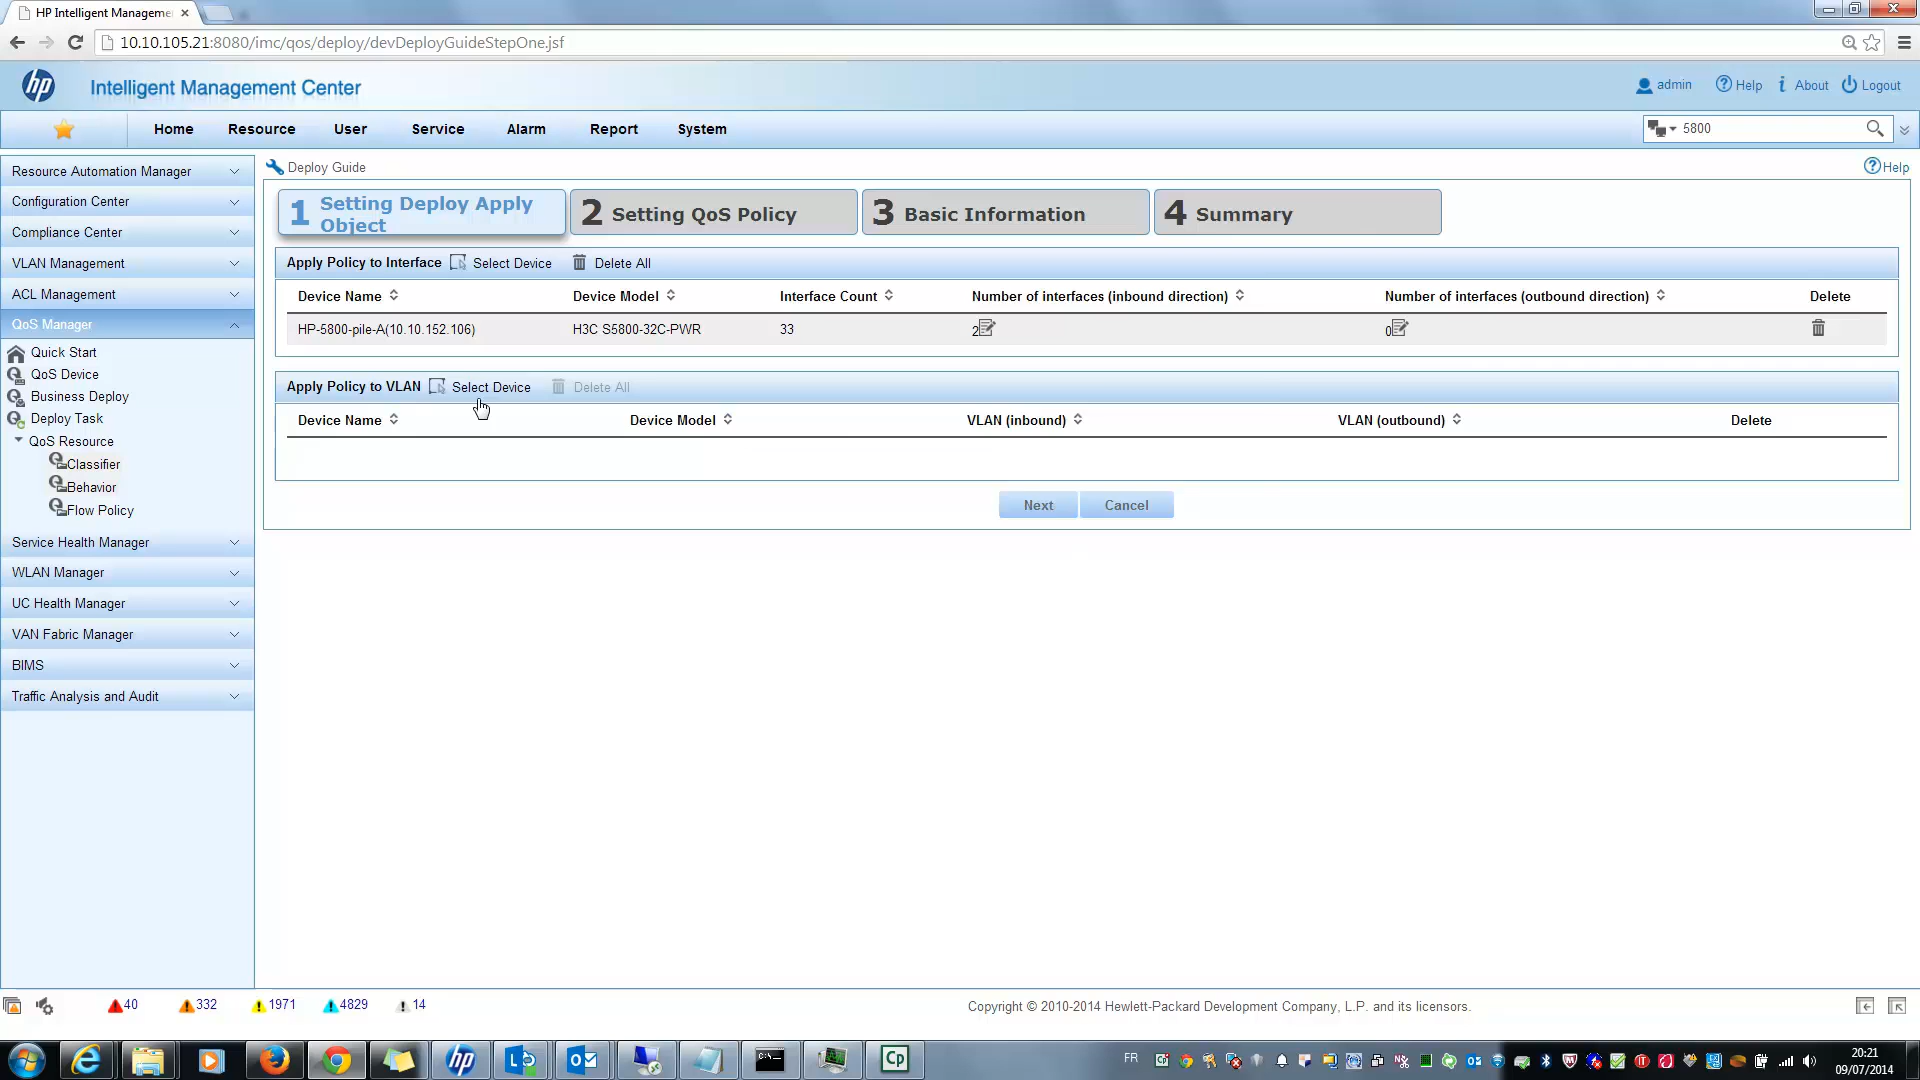 HP Intelligent Manageme
10.10.105.21:8080/imc/qos/deploy/devDeployGuideStepOne.jsf
hp Intelligent Management Center
admin Help About Logout
Home Resource User Service Alarm Report System
5800
Resource Automation Manager
Configuration Center
Compliance Center
VLAN Management
ACL Management
QoS Manager
Quick Start
QoS Device
Business Deploy
Deploy Task
QoS Resource
Classifier
Behavior
Flow Policy
Service Health Manager
WLAN Manager
UC Health Manager
VAN Fabric Manager
BIMS
Traffic Analysis and Audit
Deploy Guide
Help
1 Setting Deploy Apply Object
2 Setting QoS Policy
3 Basic Information
4 Summary
Apply Policy to Interface Select Device Delete All
Device Name Device Model Interface Count Number of interfaces (inbound direction) Number of interfaces (outbound direction) Delete
HP-5800-pile-A(10.10.152.106) H3C S5800-32C-PWR 33 2 0
Apply Policy to VLAN Select Device Delete All
Device Name Device Model VLAN (inbound) VLAN (outbound) Delete
Next Cancel
40 332 1971 4829 14
Copyright © 2010-2014 Hewlett-Packard Development Company, L.P. and its licensors.
FR
20:21
09/07/2014